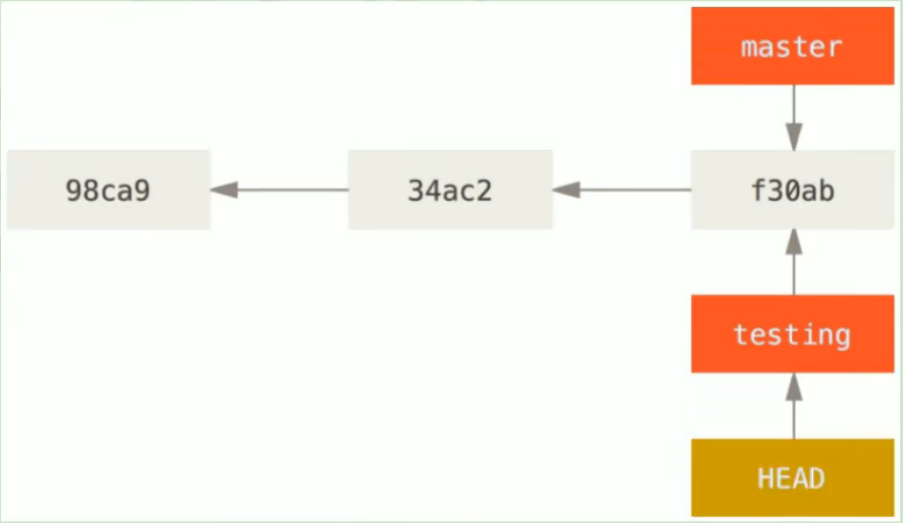 master
98ca9
34ac2
f30ab
testing
HEAD